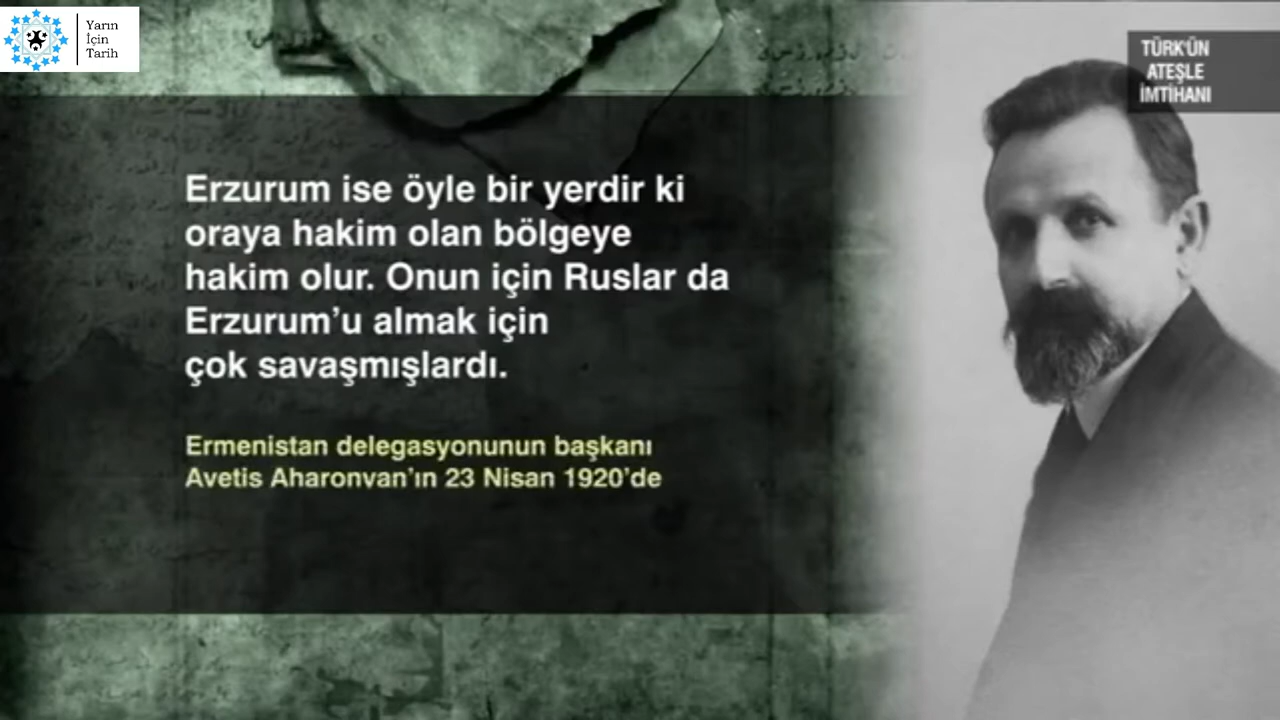 Yarın
İçin
Tarih
TÜRK'ÜN
ATEŞLE
İMTİHANI
Erzurum ise öyle bir yerdir ki
oraya hakim olan bölgeye
hakim olur. Onun için Ruslar da
Erzurum'u almak için
çok savaşmışlardı.
Ermenistan delegasyonunun başkanı
Avetis Aharonyan'ın 23 Nisan 1920'de